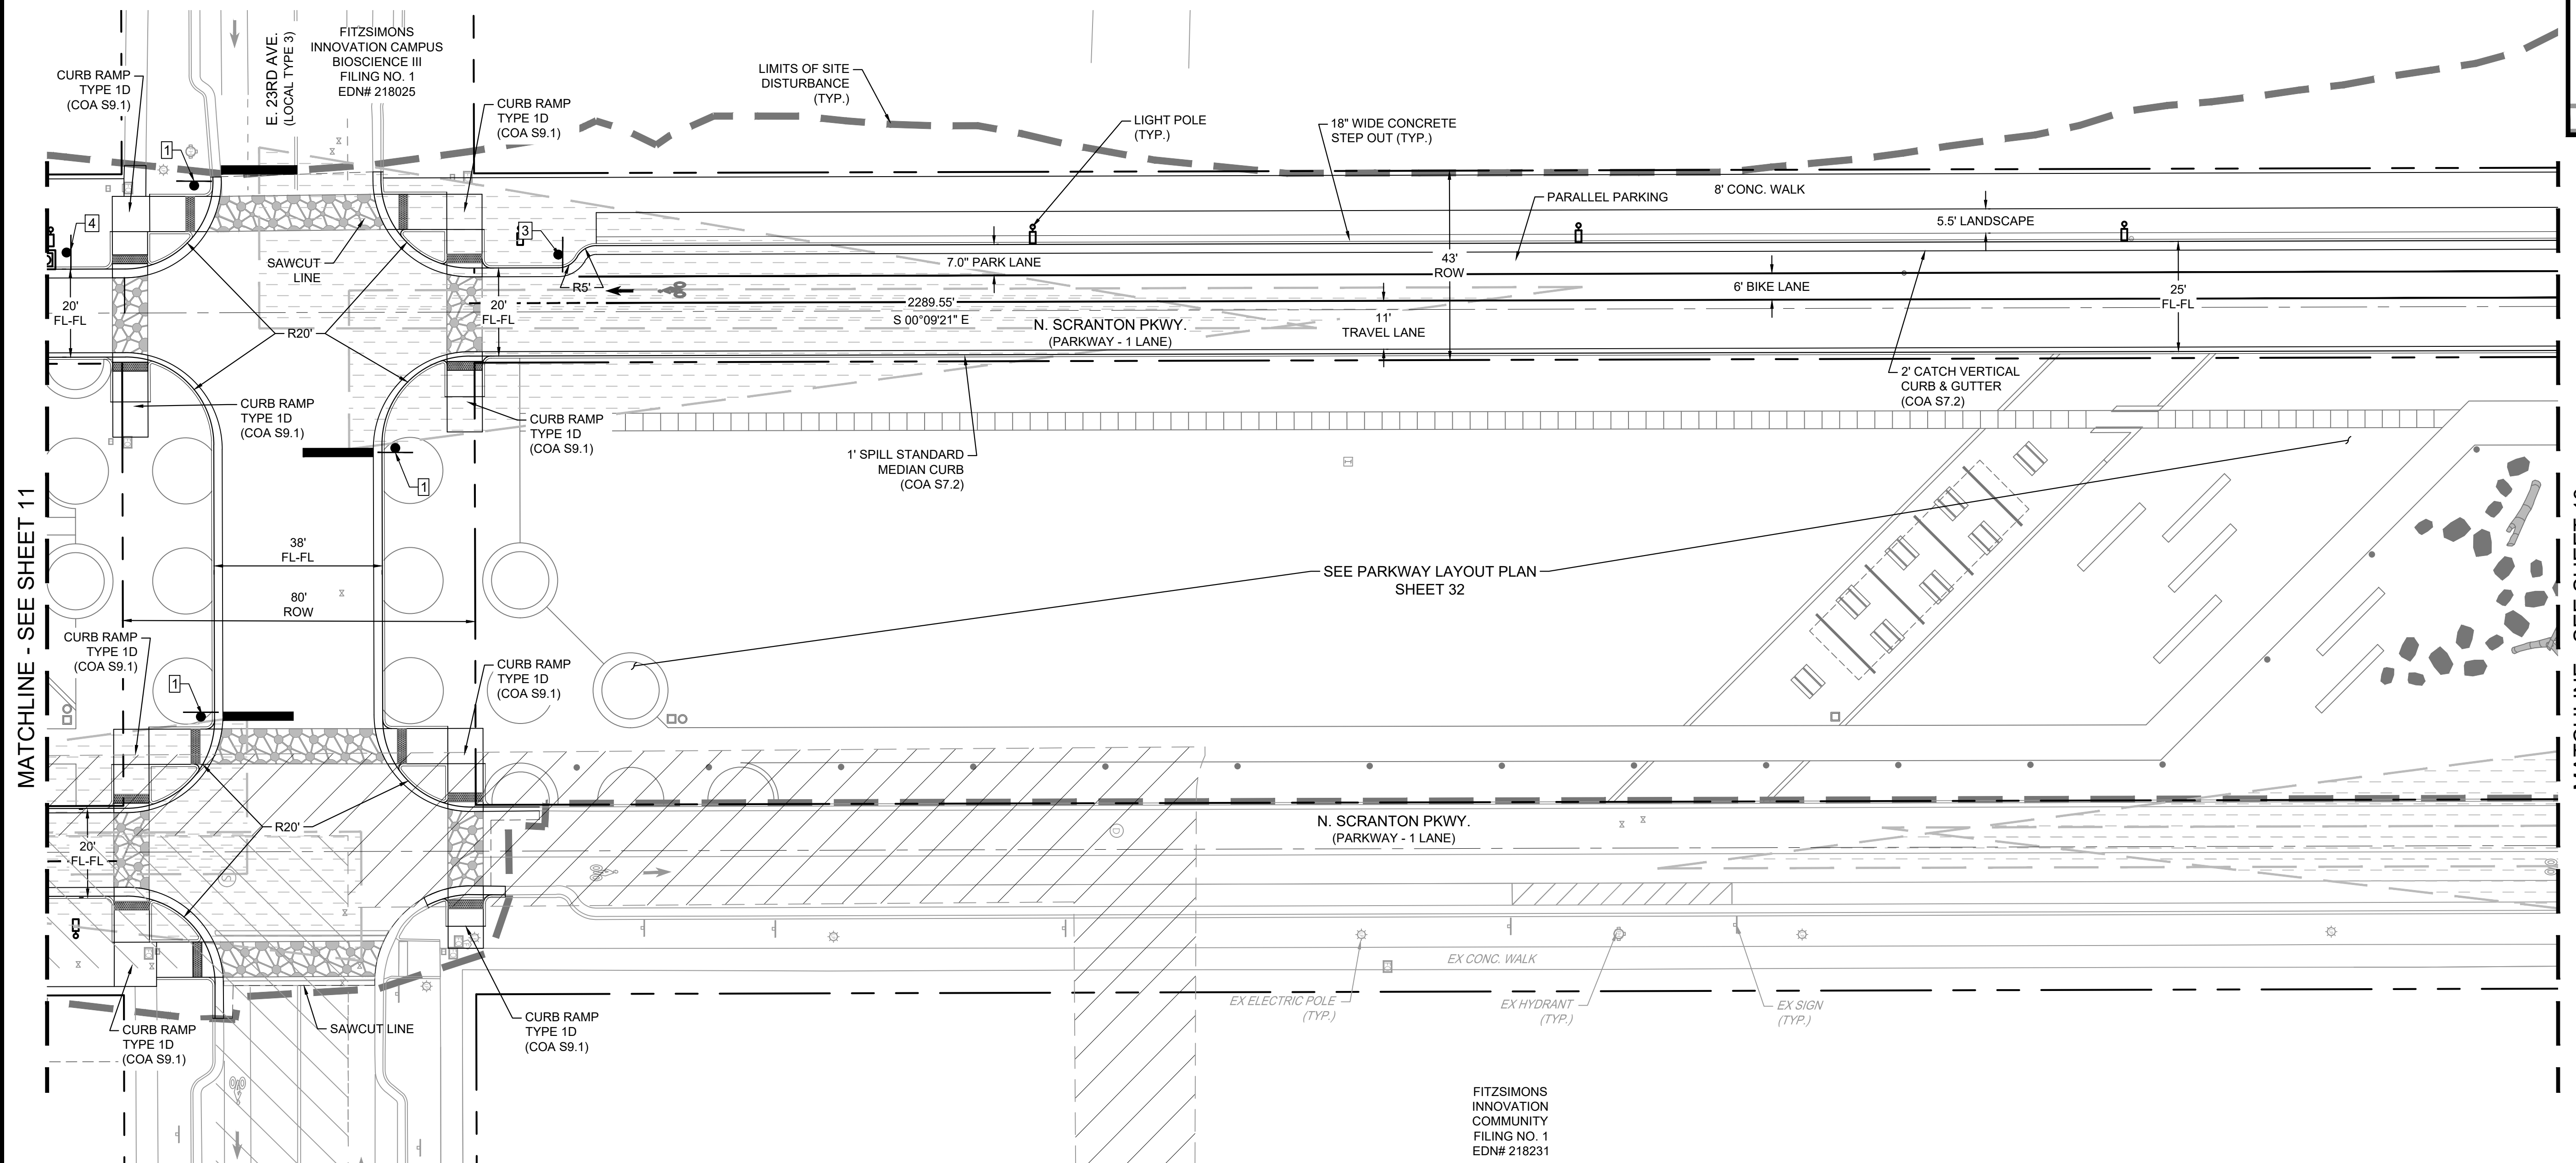 E. 23RD AVE.
(LOCAL TYPE 3)
FITZSIMONS
INNOVATION CAMPUS
BIOSCIENCE III
FILING NO. 1
EDN# 218025
CURB RAMP
TYPE 1D
(COA S9.1)
CURB RAMP
TYPE 1D
(COA S9.1)
LIMITS OF SITE
DISTURBANCE
(TYP.)
LIGHT POLE
(TYP.)
18" WIDE CONCRETE
STEP OUT (TYP.)
1
PARALLEL PARKING
8' CONC. WALK
5.5' LANDSCAPE
4
3
SAWCUT
LINE
7.0" PARK LANE
43'
ROW
R5'
6' BIKE LANE
25'
FL-FL
20'
FL-FL
20'
FL-FL
2289.55'
S 00°09'21" E
N. SCRANTON PKWY.
(PARKWAY - 1 LANE)
11'
TRAVEL LANE
R20'
2' CATCH VERTICAL
CURB & GUTTER
(COA S7.2)
CURB RAMP
TYPE 1D
(COA S9.1)
CURB RAMP
TYPE 1D
(COA S9.1)
1' SPILL STANDARD
MEDIAN CURB
(COA S7.2)
1
MATCHLINE - SEE SHEET 11
38'
FL-FL
80'
ROW
SEE PARKWAY LAYOUT PLAN
SHEET 32
CURB RAMP
TYPE 1D
(COA S9.1)
CURB RAMP
TYPE 1D
(COA S9.1)
1
R20'
20'
FL-FL
N. SCRANTON PKWY.
(PARKWAY - 1 LANE)
D
S
EX CONC. WALK
EX ELECTRIC POLE
(TYP.)
EX HYDRANT
(TYP.)
EX SIGN
(TYP.)
CURB RAMP
TYPE 1D
(COA S9.1)
SAWCUT LINE
CURB RAMP
TYPE 1D
(COA S9.1)
FITZSIMONS
INNOVATION
COMMUNITY
FILING NO. 1
EDN# 218231